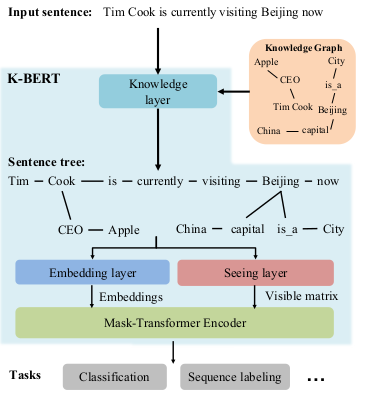 Input sentence: Tim Cook is currently visiting Beijing now
Knowledge Graph
Apple
City
CEO
is_a
Tim Cook
Beijing
China
capital
K-BERT
Knowledge
layer
Sentence tree:
Tim Cook is currently visiting Beijing now
CEO Apple China capital is_a City
Embedding layer
Seeing layer
Embeddings
Visible matrix
Mask-Transformer Encoder
Tasks
Classification
Sequence labeling
...